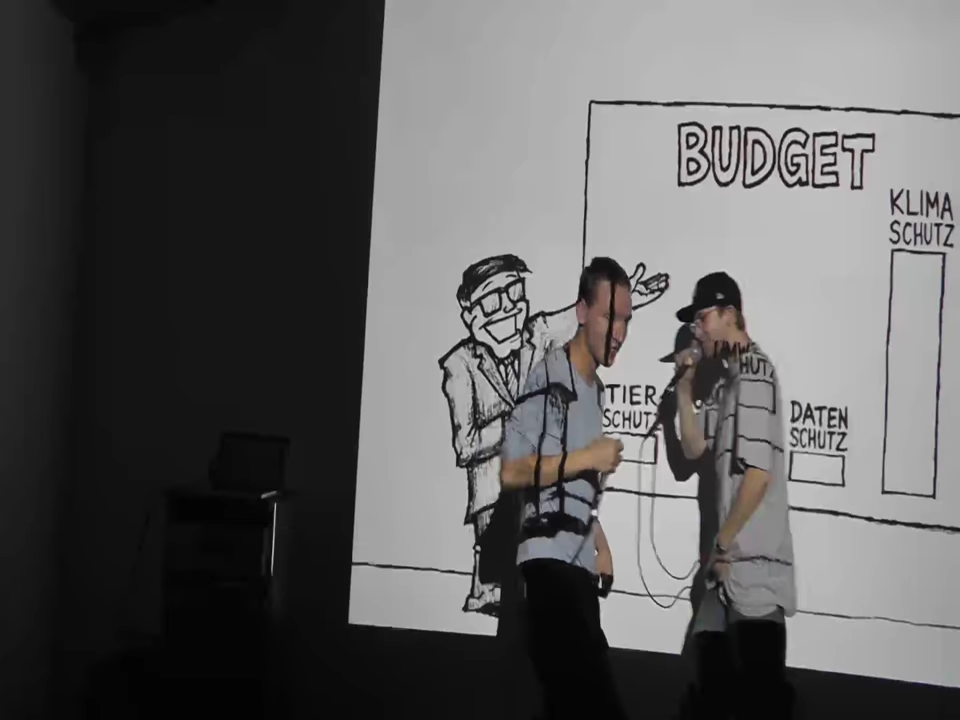 BUDGET
KLIMA
SCHUTZ
TIER
SCHUTZ
DATEN
SCHUTZ